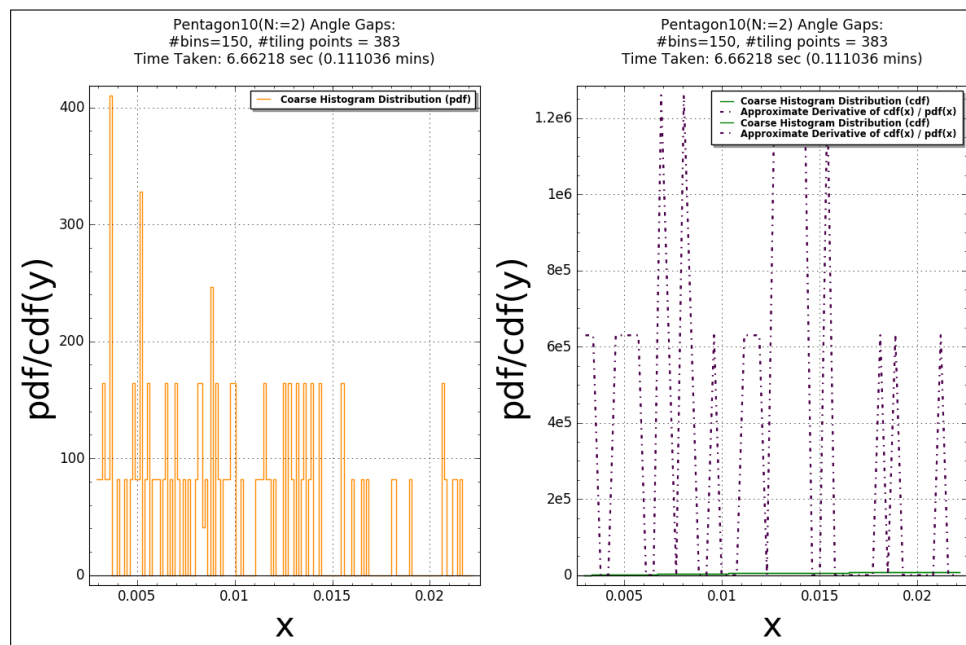 Pentagon10(N:=2) Angle Gaps:
#bins=150, #tiling points = 383
Time Taken: 6.66218 sec (0.111036 mins)
Coarse Histogram Distribution (pdf)
400
300
200
100
0
0.005
0.01
0.015
0.02
pdf/cdf(y)
x
Pentagon10(N:=2) Angle Gaps:
#bins=150, #tiling points = 383
Time Taken: 6.66218 sec (0.111036 mins)
Coarse Histogram Distribution (cdf)
Approximate Derivative of cdf(x) / pdf(x)
Coarse Histogram Distribution (cdf)
Approximate Derivative of cdf(x) / pdf(x)
1.2e6
1e6
8e5
6e5
4e5
2e5
0
0.005
0.01
0.015
0.02
pdf/cdf(y)
x